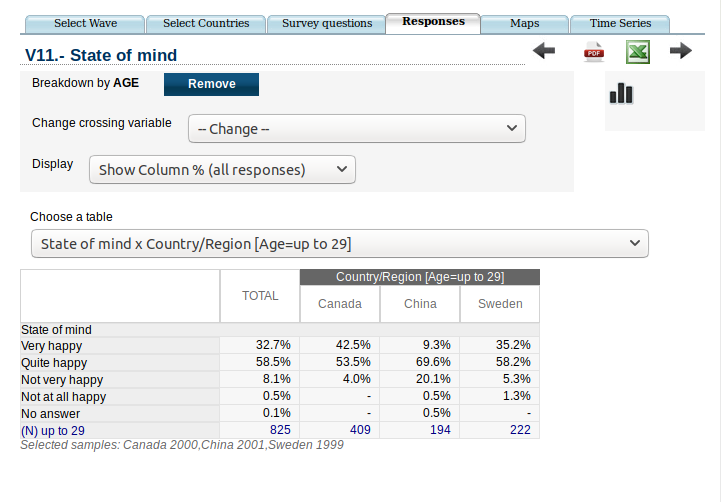 Select Wave Select Countries Survey questions Responses Maps Time Series
V11.- State of mind
PDF
Breakdown by AGE Remove
Change crossing variable -- Change --
Display Show Column % (all responses)
Choose a table
State of mind x Country/Region [Age=up to 29]
Country/Region [Age=up to 29]
TOTAL Canada China Sweden
State of mind
Very happy 32.7% 42.5% 9.3% 35.2%
Quite happy 58.5% 53.5% 69.6% 58.2%
Not very happy 8.1% 4.0% 20.1% 5.3%
Not at all happy 0.5% - 0.5% 1.3%
No answer 0.1% - 0.5% -
(N) up to 29 825 409 194 222
Selected samples: Canada 2000,China 2001,Sweden 1999